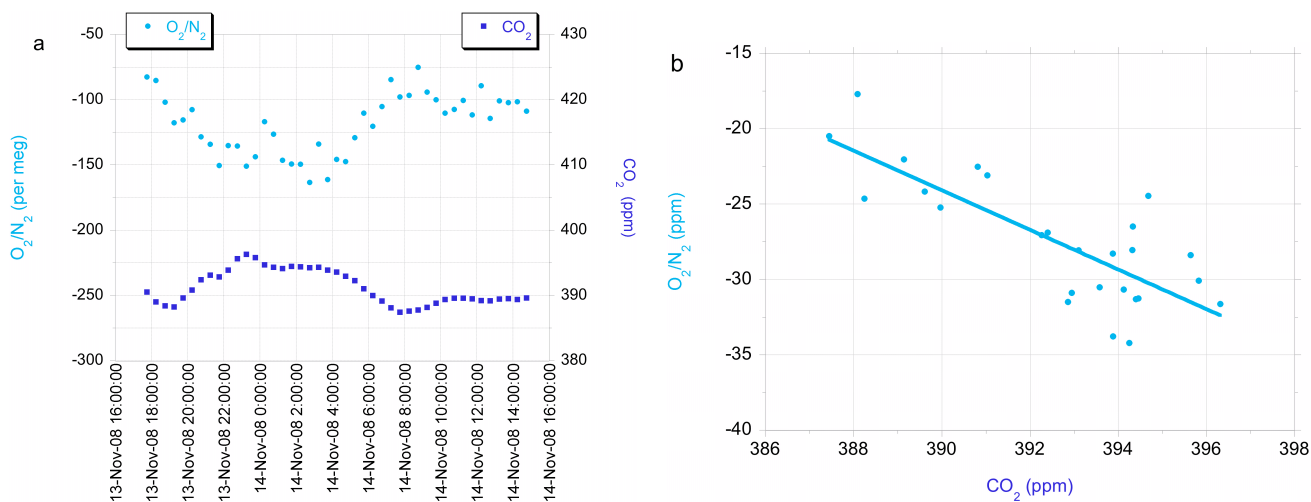 a
O₂/N₂
CO₂
-50
-100
-150
-200
-250
-300
O₂/N₂ (per meg)
430
420
410
400
390
380
CO₂ (ppm)
13-Nov-08 16:00:00
13-Nov-08 18:00:00
13-Nov-08 20:00:00
13-Nov-08 22:00:00
14-Nov-08 0:00:00
14-Nov-08 2:00:00
14-Nov-08 4:00:00
14-Nov-08 6:00:00
14-Nov-08 8:00:00
14-Nov-08 10:00:00
14-Nov-08 12:00:00
14-Nov-08 14:00:00
14-Nov-08 16:00:00
b
-15
-20
-25
-30
-35
-40
O₂/N₂ (ppm)
386
388
390
392
394
396
398
CO₂ (ppm)